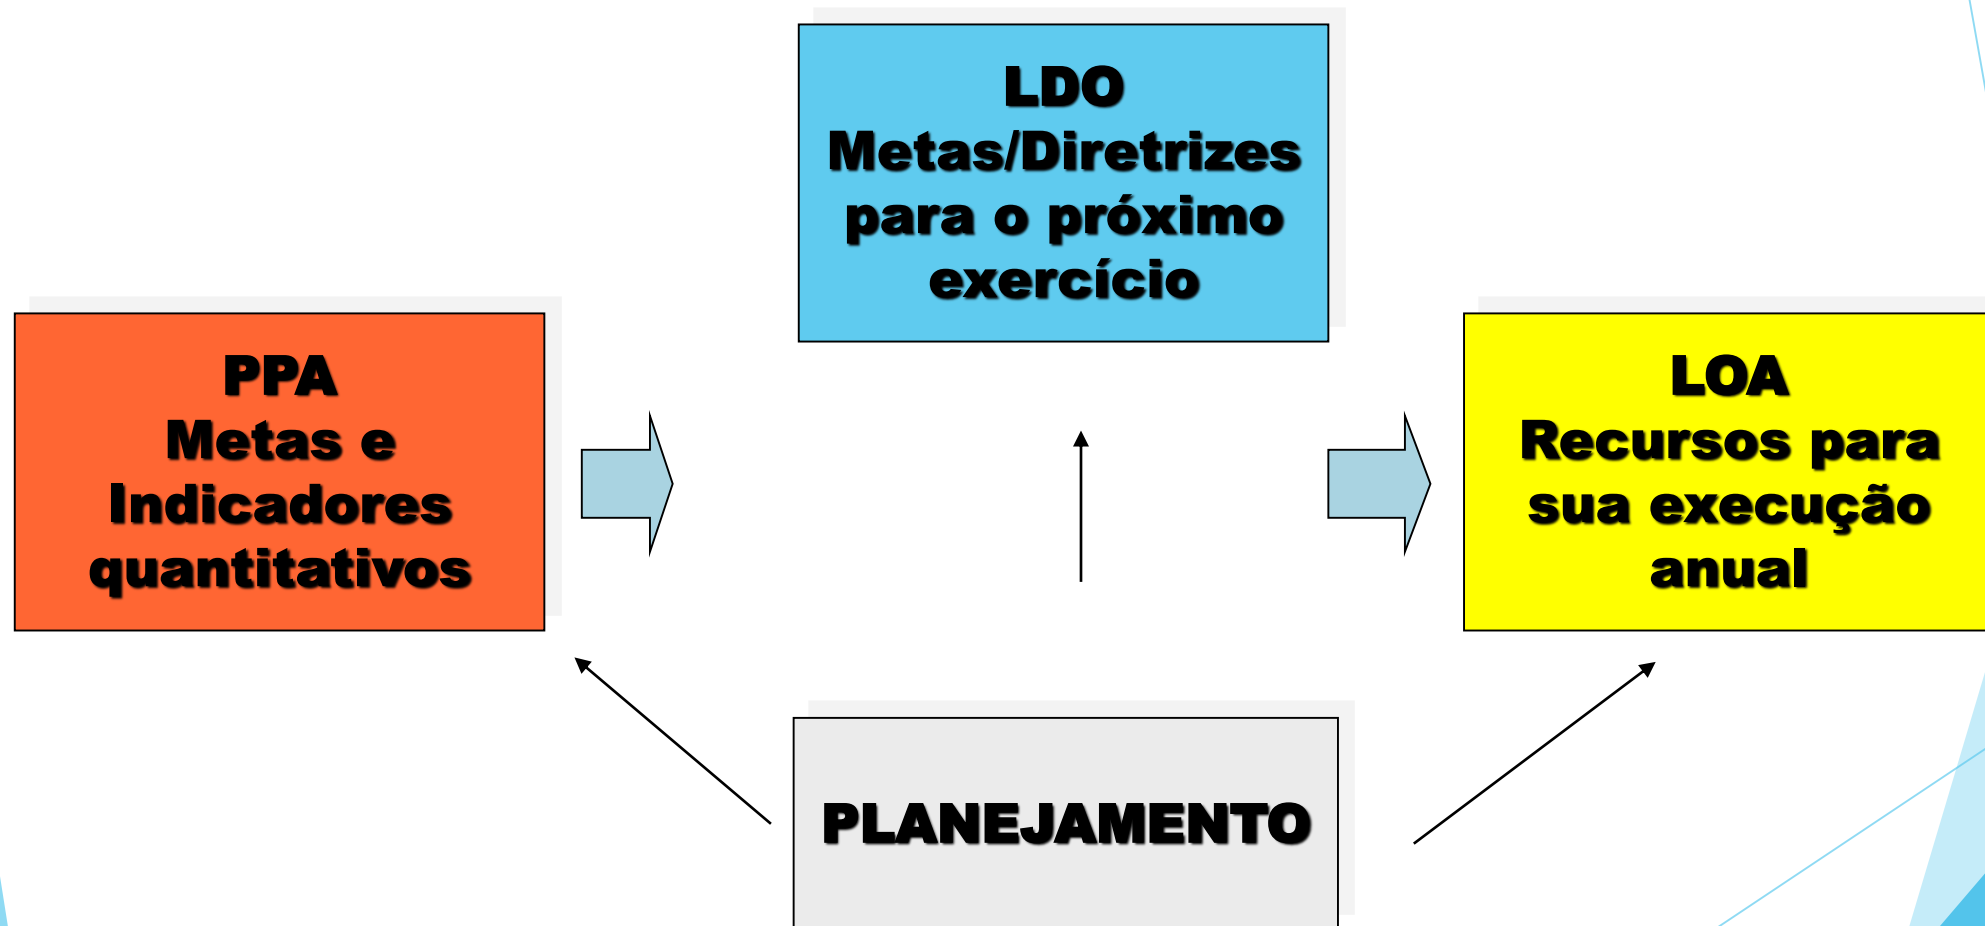 LDO
Metas/Diretrizes
para o próximo
exercício
PPA
Metas e
Indicadores
quantitativos
LOA
Recursos para
sua execução
anual
PLANEJAMENTO